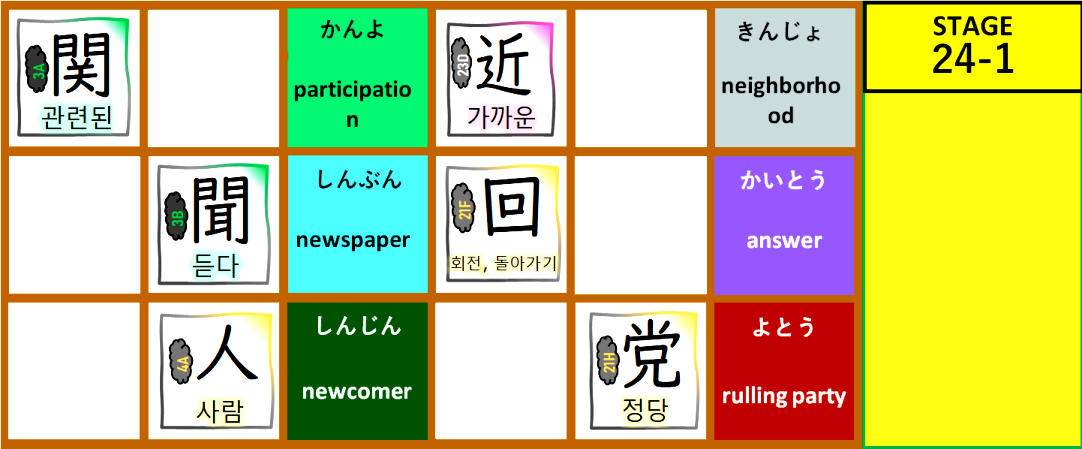 3A
関
관련된
かんよ
participatio
n
23D
近
가까운
きんじょ
neighborho
od
STAGE
24-1
3B
聞
듣다
しんぶん
newspaper
21F
回
회전, 돌아가기
かいとう
answer
4A
人
사람
しんじん
newcomer
21H
党
정당
よとう
rulling party